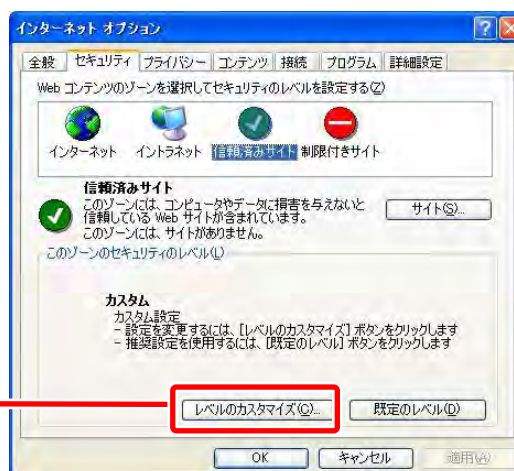 インターネット オプション
全般 セキュリティ プライバシー コンテンツ 接続 プログラム 詳細設定
Web コンテンツのゾーンを選択してセキュリティのレベルを設定する(Z)
インターネット イントラネット 信頼済みサイト 制限付きサイト
信頼済みサイト
このゾーンには、コンピュータやデータに損害を与えないと
信頼している Web サイトが含まれています。
このゾーンには、サイトがありません。
サイト(S)...
このゾーンのセキュリティのレベル(L)
カスタム
カスタム設定
- 設定を変更するには、[レベルのカスタマイズ] ボタンをクリックします
- 推奨設定を使用するには、[既定のレベル] ボタンをクリックします
レベルのカスタマイズ(C)... 既定のレベル(D)
OK キャンセル 適用(A)